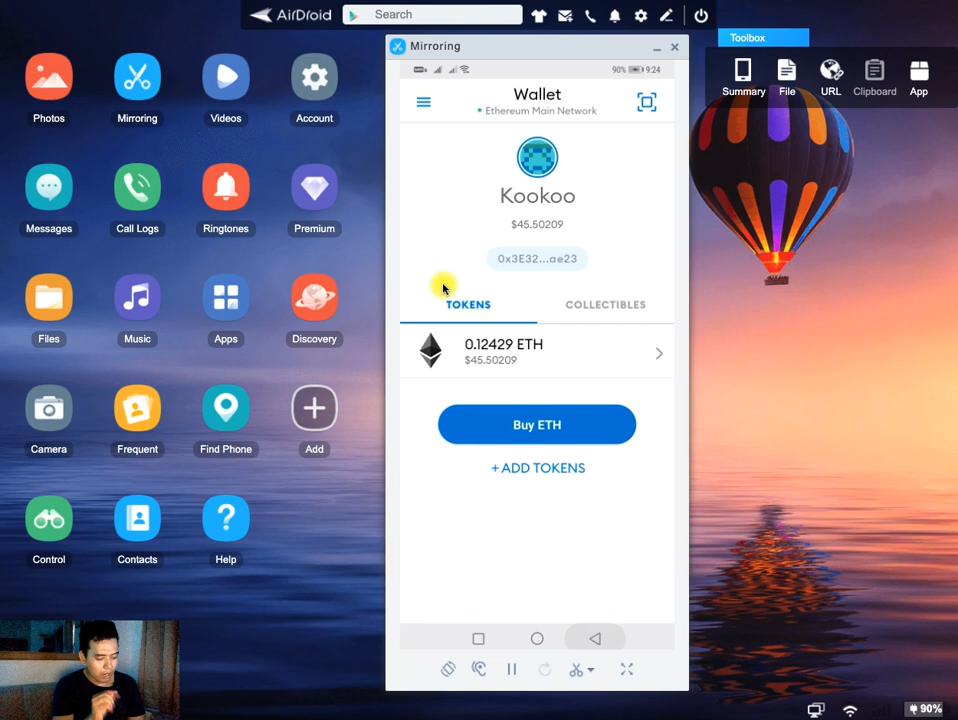 AirDroid
Search
Toolbox
Summary
File
URL
Clipboard
App
Photos
Mirroring
Videos
Account
Messages
Call Logs
Ringtones
Premium
Files
Music
Apps
Discovery
Camera
Frequent
Find Phone
Add
Control
Contacts
Help
Mirroring
90% 9:24
Wallet
Ethereum Main Network
Kookoo
$45.50209
0x3E32...ae23
TOKENS
COLLECTIBLES
0.12429 ETH
$45.50209
Buy ETH
+ ADD TOKENS
90%